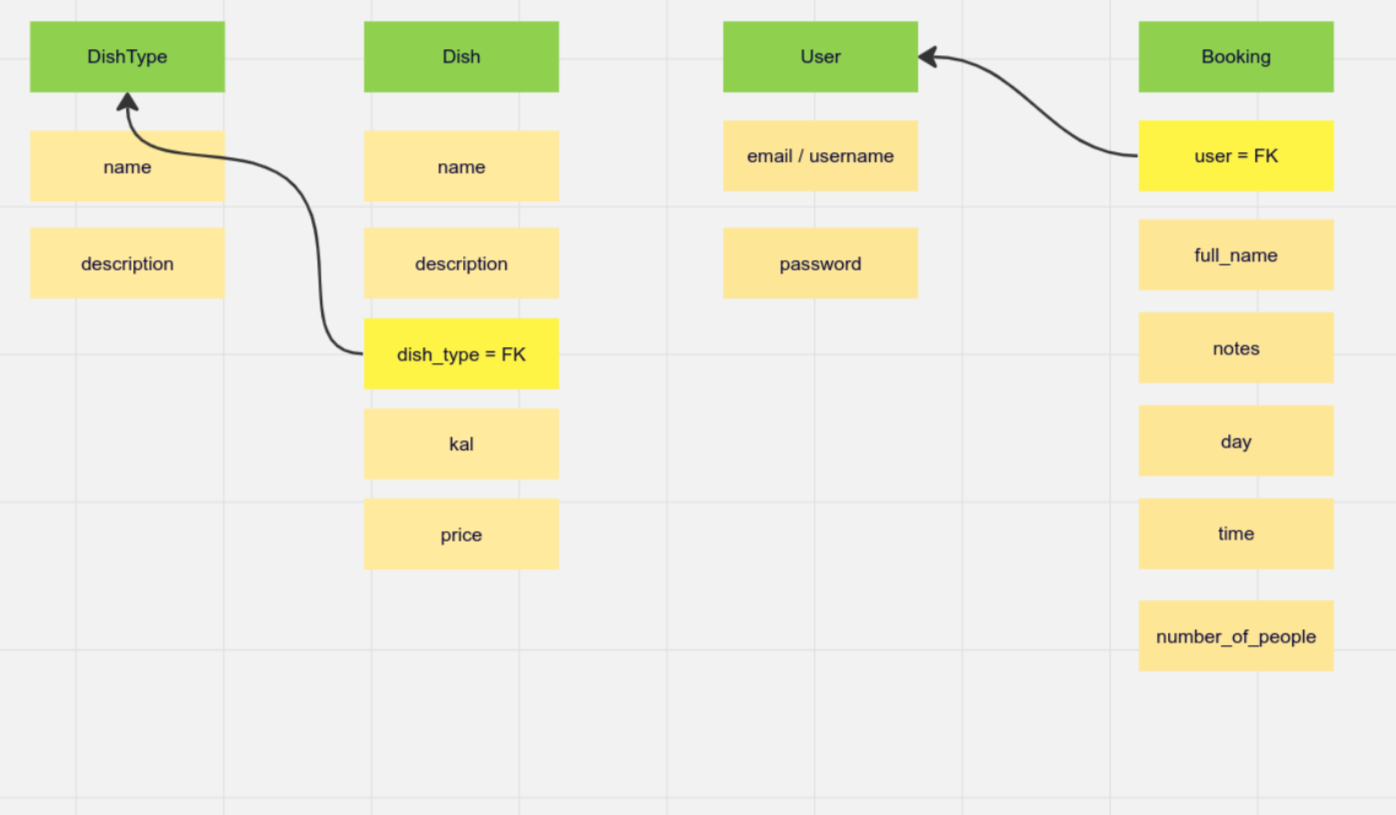 DishType
name
description
Dish
name
description
dish_type = FK
kal
price
User
email / username
password
Booking
user = FK
full_name
notes
day
time
number_of_people